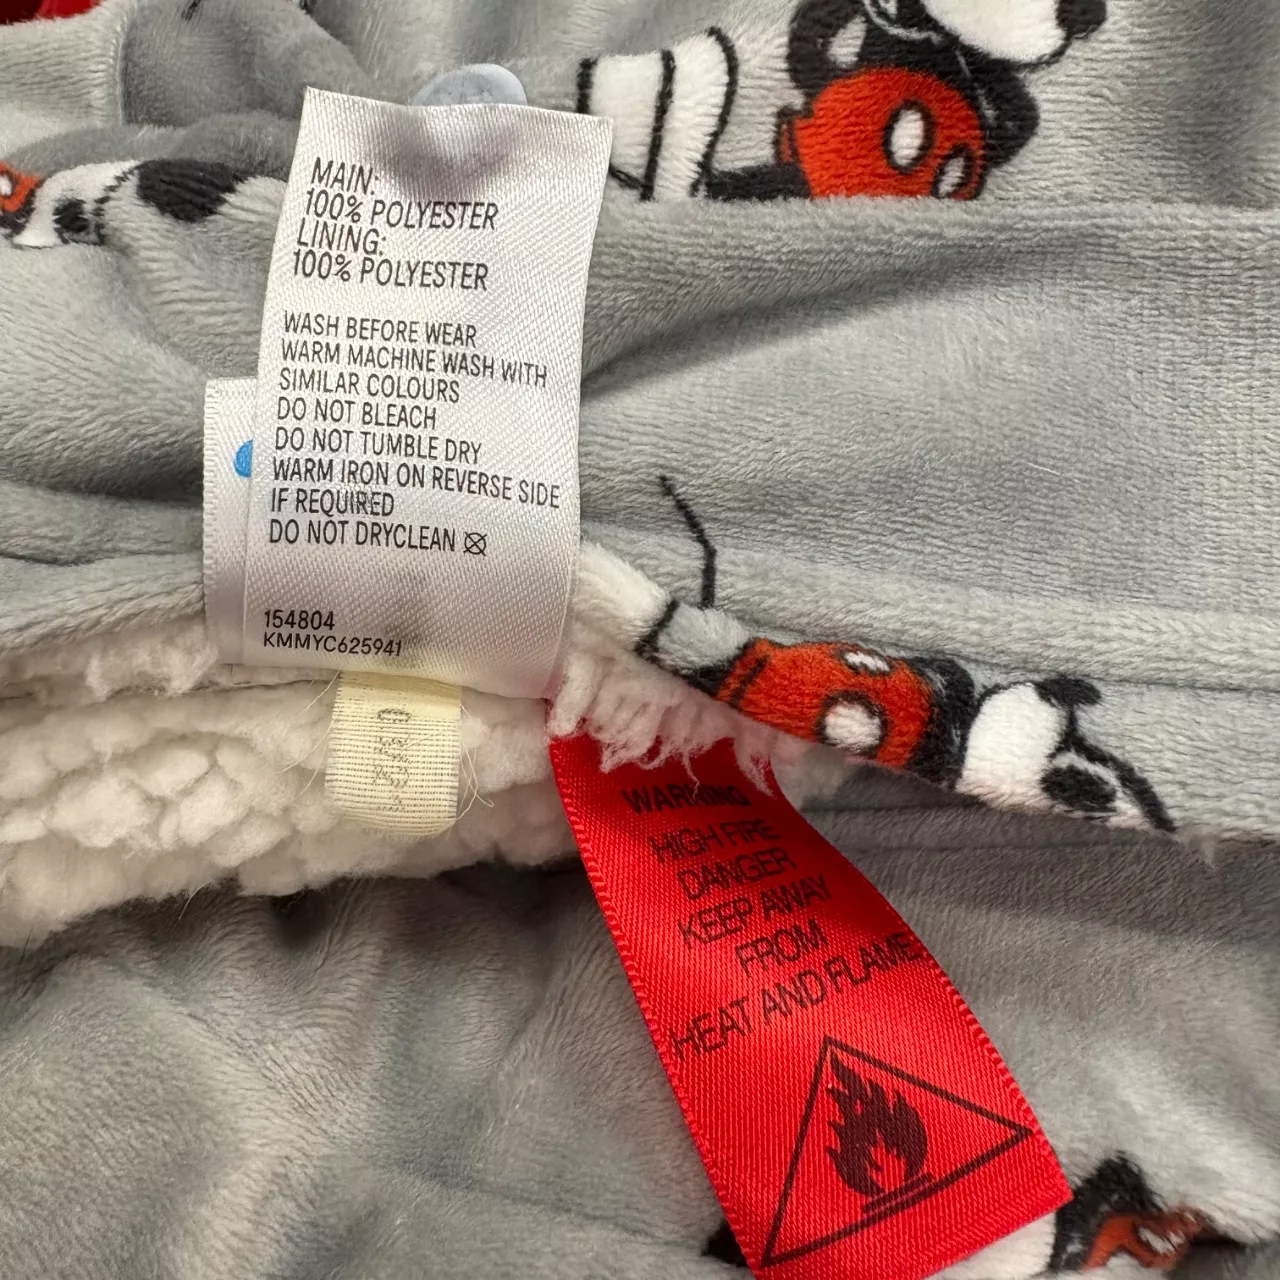 MAIN:
100% POLYESTER
LINING:
100% POLYESTER
WASH BEFORE WEAR
WARM MACHINE WASH WITH
SIMILAR COLOURS
DO NOT BLEACH
DO NOT TUMBLE DRY
WARM IRON ON REVERSE SIDE
IF REQUIRED
DO NOT DRYCLEAN
154804
KMMYC625941
WARNING
HIGH FIRE
DANGER
KEEP AWAY
FROM
HEAT AND FLAME